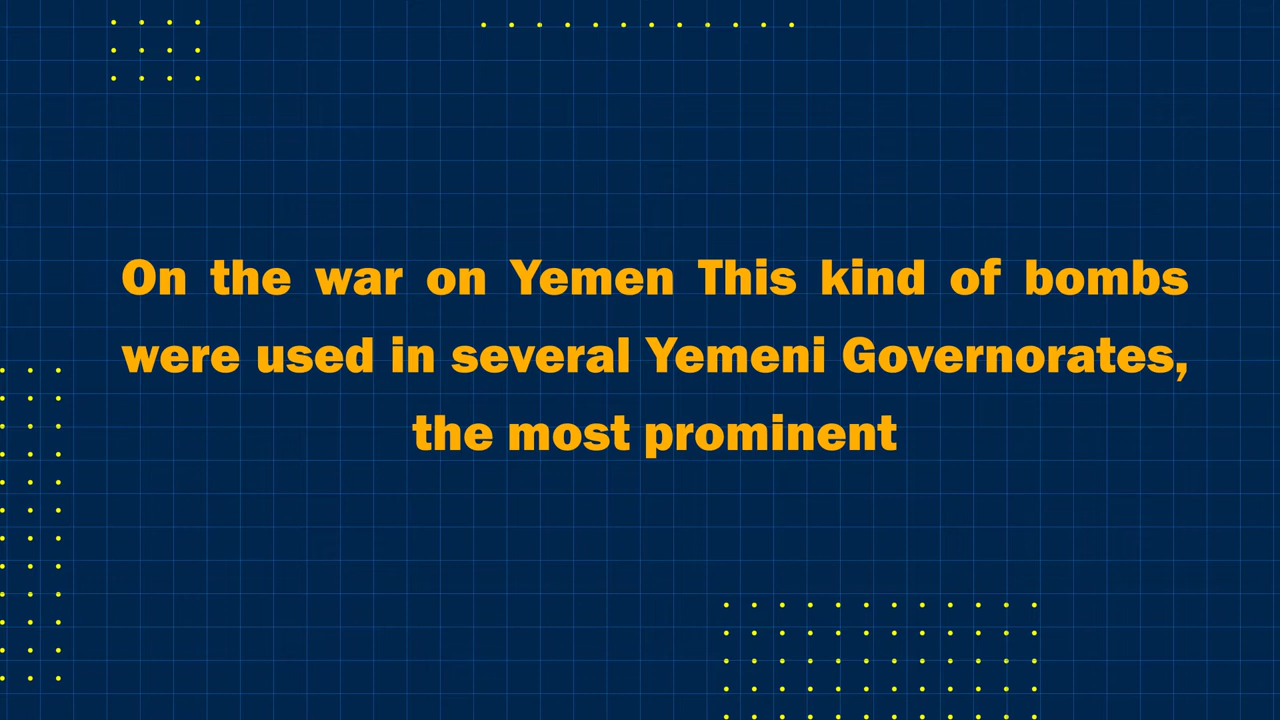 On the war on Yemen This kind of bombs
were used in several Yemeni Governorates,
the most prominent